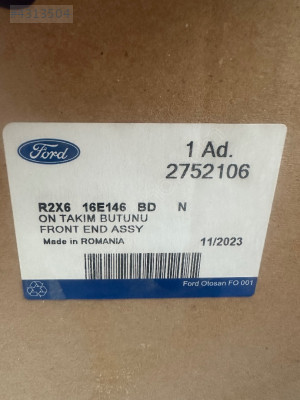 Ford
1 Ad.
2752106
R2X6 16E146 BD N
ON TAKIM BUTUNU
FRONT END ASSY
Made in ROMANIA 11/2023
Ford Otosan FO 001